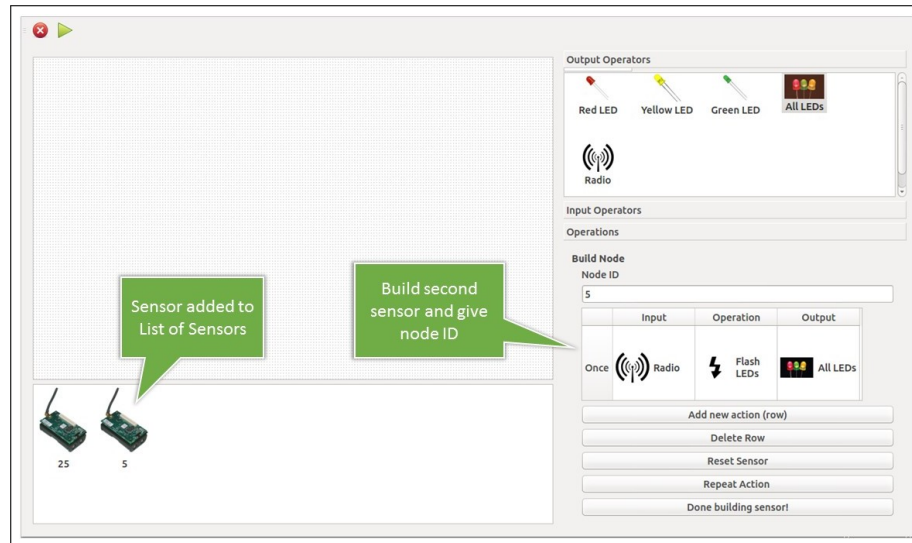 Output Operators
Red LED
Yellow LED
Green LED
All LEDs
Radio
Input Operators
Operations
Build Node
Node ID
5
Input Operation Output
Once Radio Flash LEDs All LEDs
Add new action (row)
Delete Row
Reset Sensor
Repeat Action
Done building sensor!
Sensor added to
List of Sensors
Build second
sensor and give
node ID
25
5